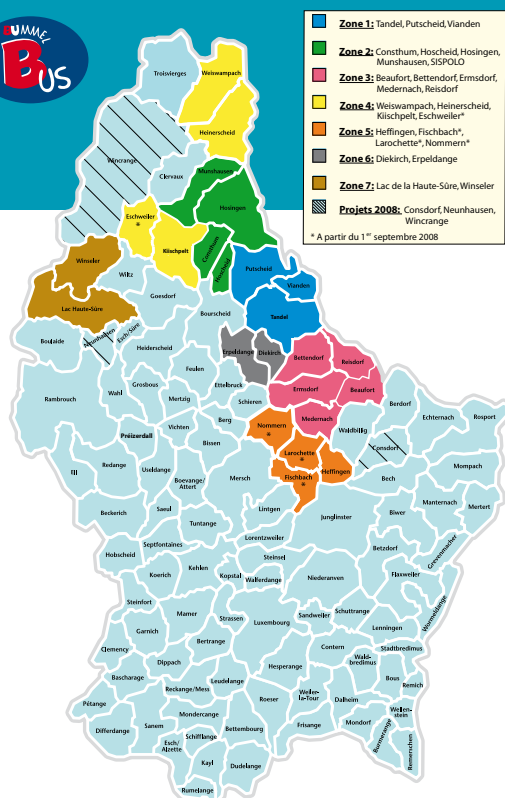 BUMMEL
BUS
Zone 1: Tandel, Putscheid, Vianden
Zone 2: Consthum, Hoscheid, Hosingen,
Munshausen, SISPOLO
Zone 3: Beaufort, Bettendorf, Ermsdorf,
Medernach, Reisdorf
Zone 4: Weiswampach, Heinerscheid,
Kiischpelt, Eschweiler*
Zone 5: Heffingen, Fischbach*,
Larochette*, Nommern*
Zone 6: Diekirch, Erpeldange
Zone 7: Lac de la Haute-Sûre, Winseler
Projets 2008: Consdorf, Neunhausen,
Wincrange
* A partir du 1er septembre 2008
Troisvierges
Weiswampach
Heinerscheid
Wincrange
Clervaux
Munshausen
Hosingen
Eschweiler
*
Kiischpelt
Consthum
Hoscheid
Putscheid
Vianden
Winseler
Wiltz
Goesdorf
Lac Haute-Sûre
Bourscheid
Tandel
Boulaide
Neunhausen
Esch/Sûre
Heiderscheid
Erpeldange
Diekirch
Bettendorf
Reisdorf
Feulen
Ettelbruck
Ermsdorf
Beaufort
Rambrouch
Wahl
Grosbous
Mertzig
Schieren
Berdorf
Echternach
Rosport
Vichten
Berg
Nommern
*
Medernach
Waldbillig
Préizerdall
Bissen
Larochette
*
Consdorf
Ell
Redange
Useldange
Boevange/
Attert
Mersch
Fischbach
*
Heffingen
Bech
Mompach
Beckerich
Saeul
Tuntange
Lintgen
Junglinster
Biwer
Manternach
Mertert
Hobscheid
Septfontaines
Lorentzweiler
Steinsel
Betzdorf
Grevenmacher
Koerich
Kehlen
Kopstal
Walferdange
Niederanven
Flaxweiler
Steinfort
Mamer
Strassen
Luxembourg
Sandweiler
Schuttrange
Wormeldange
Garnich
Bertrange
Lenningen
Clemency
Dippach
Hesperange
Contern
Wald-
bredimus
Stadtbredimus
Bascharage
Reckange/Mess
Leudelange
Roeser
Weiler-
la-Tour
Dalheim
Bous
Remich
Pétange
Mondercange
Wellen-
stein
Differdange
Sanem
Schifflange
Bettembourg
Frisange
Mondorf
Burmerange
Remerschen
Esch/
Alzette
Kayl
Dudelange
Rumelange